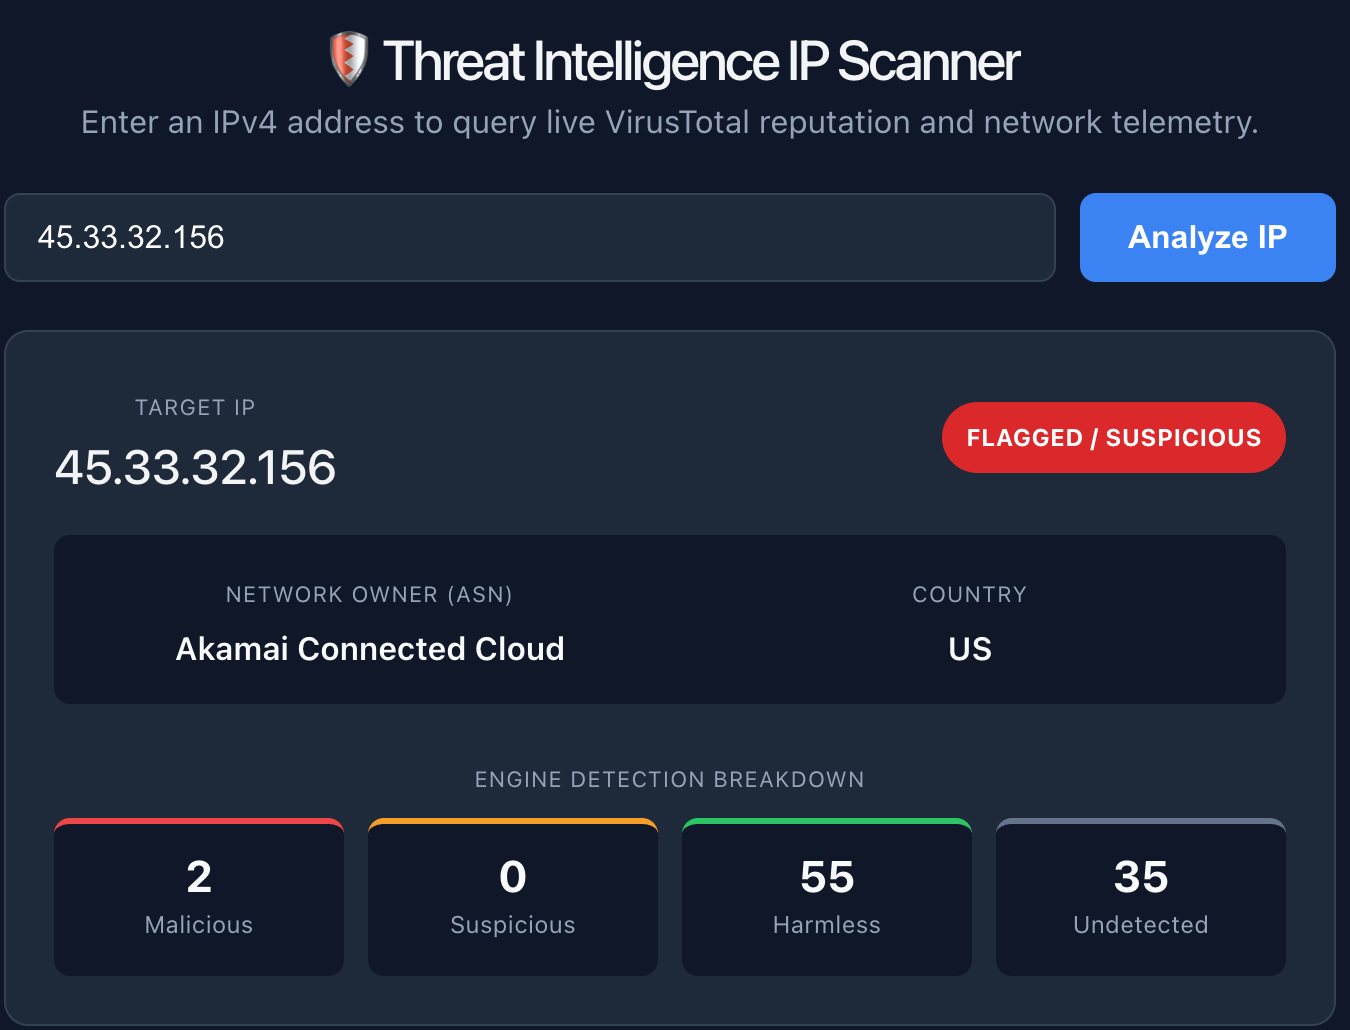 Threat Intelligence IP Scanner
Enter an IPv4 address to query live VirusTotal reputation and network telemetry.
45.33.32.156
Analyze IP
TARGET IP
45.33.32.156
FLAGGED / SUSPICIOUS
NETWORK OWNER (ASN)
Akamai Connected Cloud
COUNTRY
US
ENGINE DETECTION BREAKDOWN
2
Malicious
0
Suspicious
55
Harmless
35
Undetected